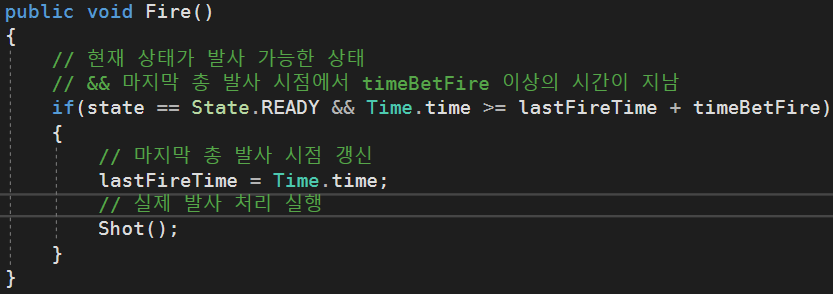 public void Fire()
{
// 현재 상태가 발사 가능한 상태
// && 마지막 총 발사 시점에서 timeBetFire 이상의 시간이 지남
if(state == State.READY && Time.time >= lastFireTime + timeBetFire)
{
// 마지막 총 발사 시점 갱신
lastFireTime = Time.time;
// 실제 발사 처리 실행
Shot();
}
}